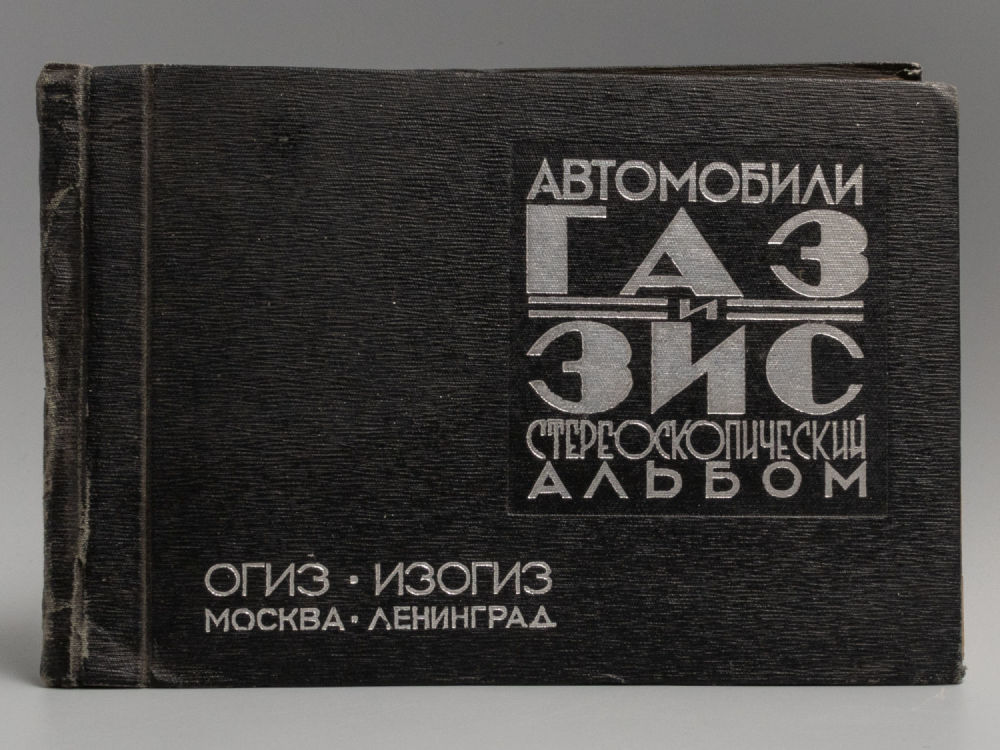 АВТОМОБИЛИ
ГАЗ
И
ЗИС
СТЕРЕОСКОПИЧЕСКИЙ
АЛЬБОМ
ОГИЗ · ИЗОГИЗ
МОСКВА · ЛЕНИНГРАД